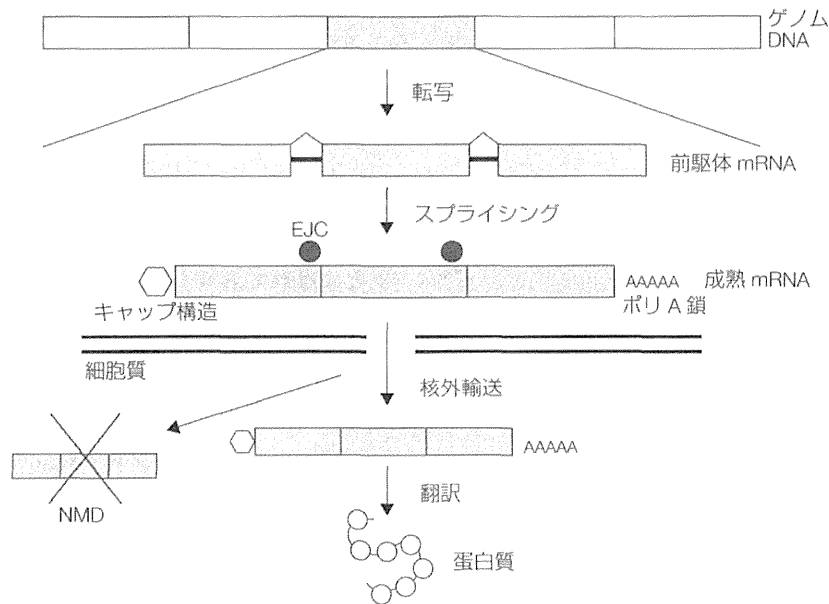 ゲノム
DNA
転写
前駆体 mRNA
スプライシング
EJC
AAAAA 成熟 mRNA
キャップ構造
ポリ A 鎖
細胞質
核外輸送
AAAAA
NMD
翻訳
蛋白質